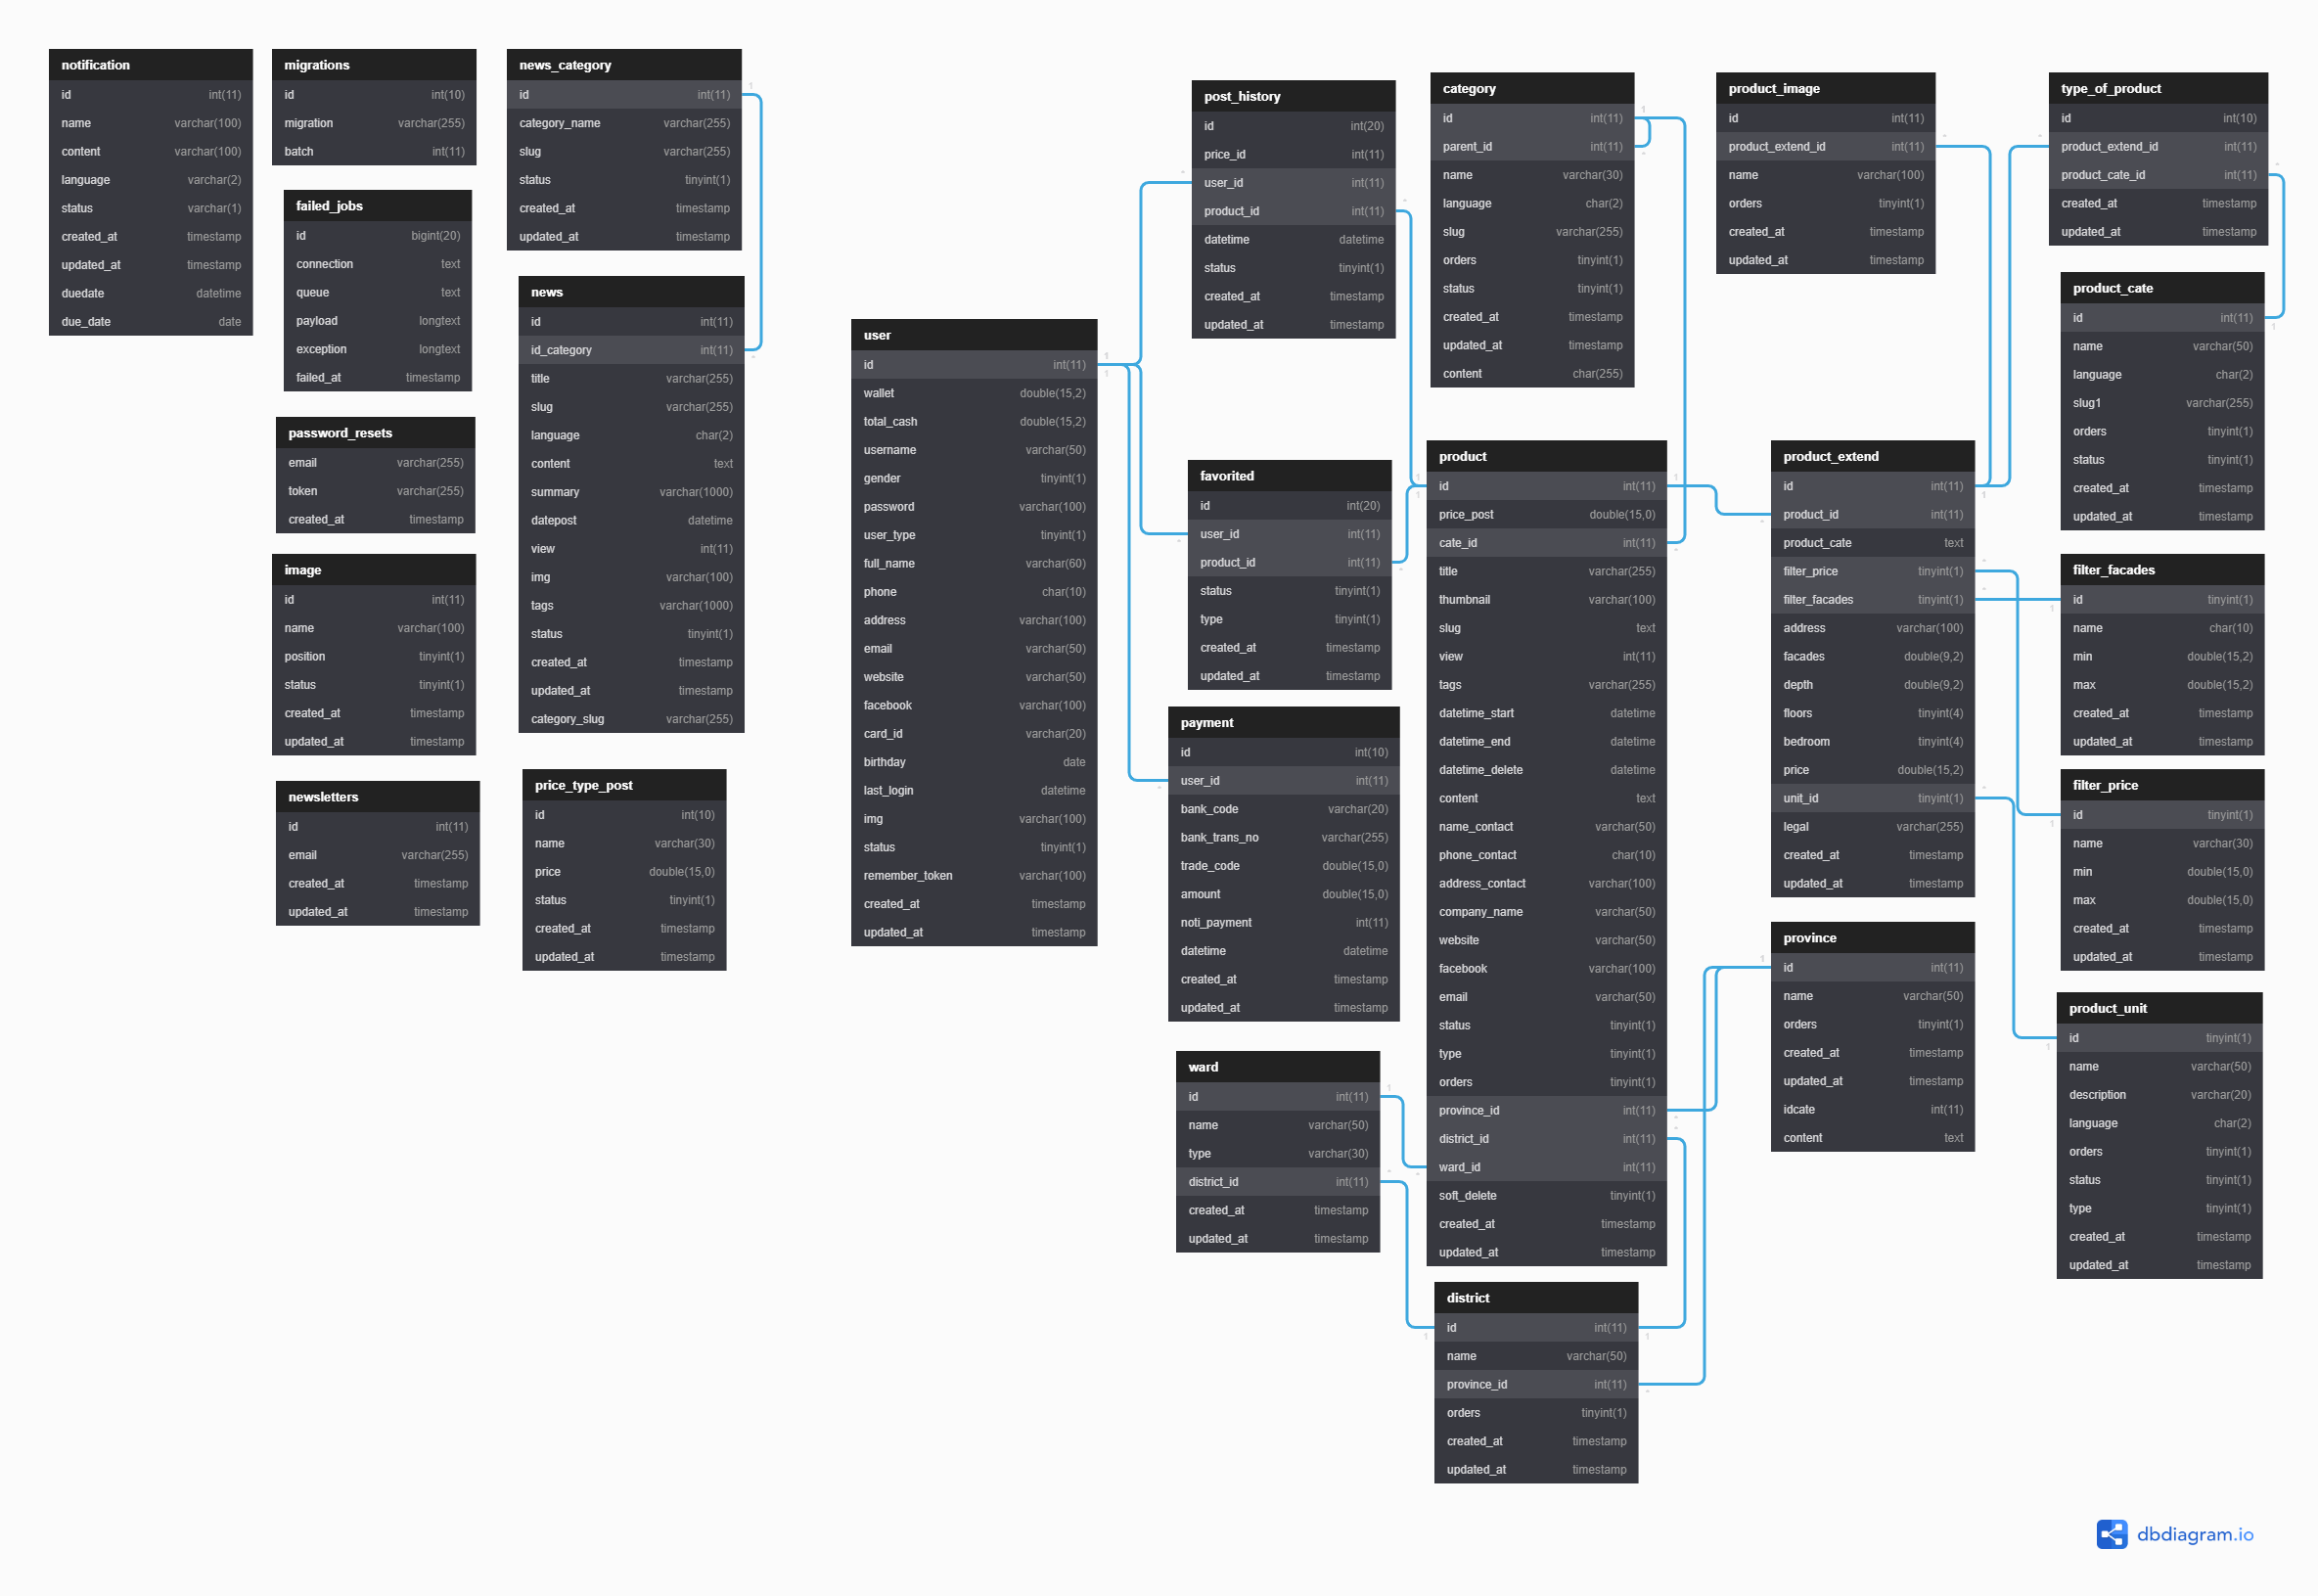 notification
id int(11)
name varchar(100)
content varchar(100)
language varchar(2)
status varchar(1)
created_at timestamp
updated_at timestamp
duedate datetime
due_date date
migrations
id int(10)
migration varchar(255)
batch int(11)
failed_jobs
id bigint(20)
connection text
queue text
payload longtext
exception longtext
failed_at timestamp
password_resets
email varchar(255)
token varchar(255)
created_at timestamp
image
id int(11)
name varchar(100)
position tinyint(1)
status tinyint(1)
created_at timestamp
updated_at timestamp
newsletters
id int(11)
email varchar(255)
created_at timestamp
updated_at timestamp
news_category
id int(11)
category_name varchar(255)
slug varchar(255)
status tinyint(1)
created_at timestamp
updated_at timestamp
news
id int(11)
id_category int(11)
title varchar(255)
slug varchar(255)
language char(2)
content text
summary varchar(1000)
datepost datetime
view int(11)
img varchar(100)
tags varchar(1000)
status tinyint(1)
created_at timestamp
updated_at timestamp
category_slug varchar(255)
price_type_post
id int(10)
name varchar(30)
price double(15,0)
status tinyint(1)
created_at timestamp
updated_at timestamp
user
id int(11)
wallet double(15,2)
total_cash double(15,2)
username varchar(50)
gender tinyint(1)
password varchar(100)
user_type tinyint(1)
full_name varchar(60)
phone char(10)
address varchar(100)
email varchar(50)
website varchar(50)
facebook varchar(100)
card_id varchar(20)
birthday date
last_login datetime
img varchar(100)
status tinyint(1)
remember_token varchar(100)
created_at timestamp
updated_at timestamp
post_history
id int(20)
price_id int(11)
user_id int(11)
product_id int(11)
datetime datetime
status tinyint(1)
created_at timestamp
updated_at timestamp
favorited
id int(20)
user_id int(11)
product_id int(11)
status tinyint(1)
type tinyint(1)
created_at timestamp
updated_at timestamp
payment
id int(10)
user_id int(11)
bank_code varchar(20)
bank_trans_no varchar(255)
trade_code double(15,0)
amount double(15,0)
noti_payment int(11)
datetime datetime
created_at timestamp
updated_at timestamp
ward
id int(11)
name varchar(50)
type varchar(30)
district_id int(11)
created_at timestamp
updated_at timestamp
category
id int(11)
parent_id int(11)
name varchar(30)
language char(2)
slug varchar(255)
orders tinyint(1)
status tinyint(1)
created_at timestamp
updated_at timestamp
content char(255)
product
id int(11)
price_post double(15,0)
cate_id int(11)
title varchar(255)
thumbnail varchar(100)
slug text
view int(11)
tags varchar(255)
datetime_start datetime
datetime_end datetime
datetime_delete datetime
content text
name_contact varchar(50)
phone_contact char(10)
address_contact varchar(100)
company_name varchar(50)
website varchar(50)
facebook varchar(100)
email varchar(50)
status tinyint(1)
type tinyint(1)
orders tinyint(1)
province_id int(11)
district_id int(11)
ward_id int(11)
soft_delete tinyint(1)
created_at timestamp
updated_at timestamp
district
id int(11)
name varchar(50)
province_id int(11)
orders tinyint(1)
created_at timestamp
updated_at timestamp
product_image
id int(11)
product_extend_id int(11)
name varchar(100)
orders tinyint(1)
created_at timestamp
updated_at timestamp
product_extend
id int(11)
product_id int(11)
product_cate text
filter_price tinyint(1)
filter_facades tinyint(1)
address varchar(100)
facades double(9,2)
depth double(9,2)
floors tinyint(4)
bedroom tinyint(4)
price double(15,2)
unit_id tinyint(1)
legal varchar(255)
created_at timestamp
updated_at timestamp
province
id int(11)
name varchar(50)
orders tinyint(1)
created_at timestamp
updated_at timestamp
idcate int(11)
content text
type_of_product
id int(10)
product_extend_id int(11)
product_cate_id int(11)
created_at timestamp
updated_at timestamp
product_cate
id int(11)
name varchar(50)
language char(2)
slug1 varchar(255)
orders tinyint(1)
status tinyint(1)
created_at timestamp
updated_at timestamp
filter_facades
id tinyint(1)
name char(10)
min double(15,2)
max double(15,2)
created_at timestamp
updated_at timestamp
filter_price
id tinyint(1)
name varchar(30)
min double(15,0)
max double(15,0)
created_at timestamp
updated_at timestamp
product_unit
id tinyint(1)
name varchar(50)
description varchar(20)
language char(2)
orders tinyint(1)
status tinyint(1)
type tinyint(1)
created_at timestamp
updated_at timestamp
dbdiagram.io